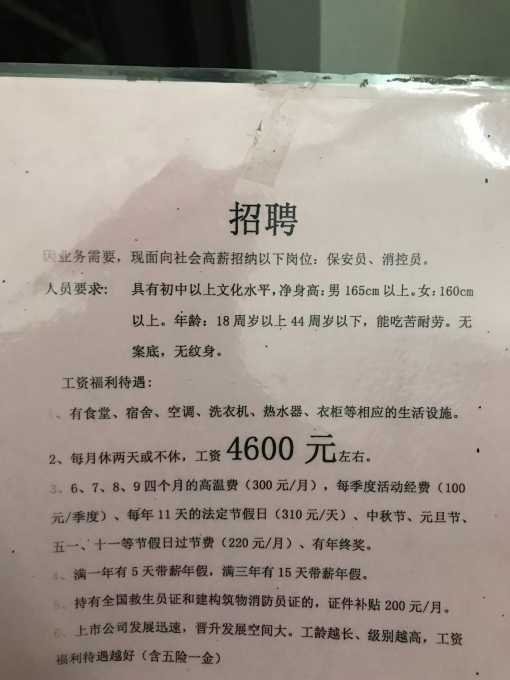 招聘
因业务需要，现面向社会高薪招纳以下岗位：保安员、消控员。
人员要求：具有初中以上文化水平，净身高：男165cm以上。女：160cm
以上。年龄：18周岁以上44周岁以下，能吃苦耐劳。无
案底，无纹身。
工资福利待遇：
1、有食堂、宿舍、空调、洗衣机、热水器、衣柜等相应的生活设施。
2、每月休两天或不休，工资4600元左右。
3、6、7、8、9四个月的高温费（300元/月），每季度活动经费（100
元/季度）、每年11天的法定节假日（310元/天）、中秋节、元旦节、
五一、十一等节假日过节费（220元/月）、有年终奖。
4、满一年有5天带薪年假，满三年有15天带薪年假。
5、持有全国救生员证和建构筑物消防员证的，证件补贴200元/月。
6、上市公司发展迅速，晋升发展空间大。工龄越长、级别越高，工资
福利待遇越好（含五险一金）